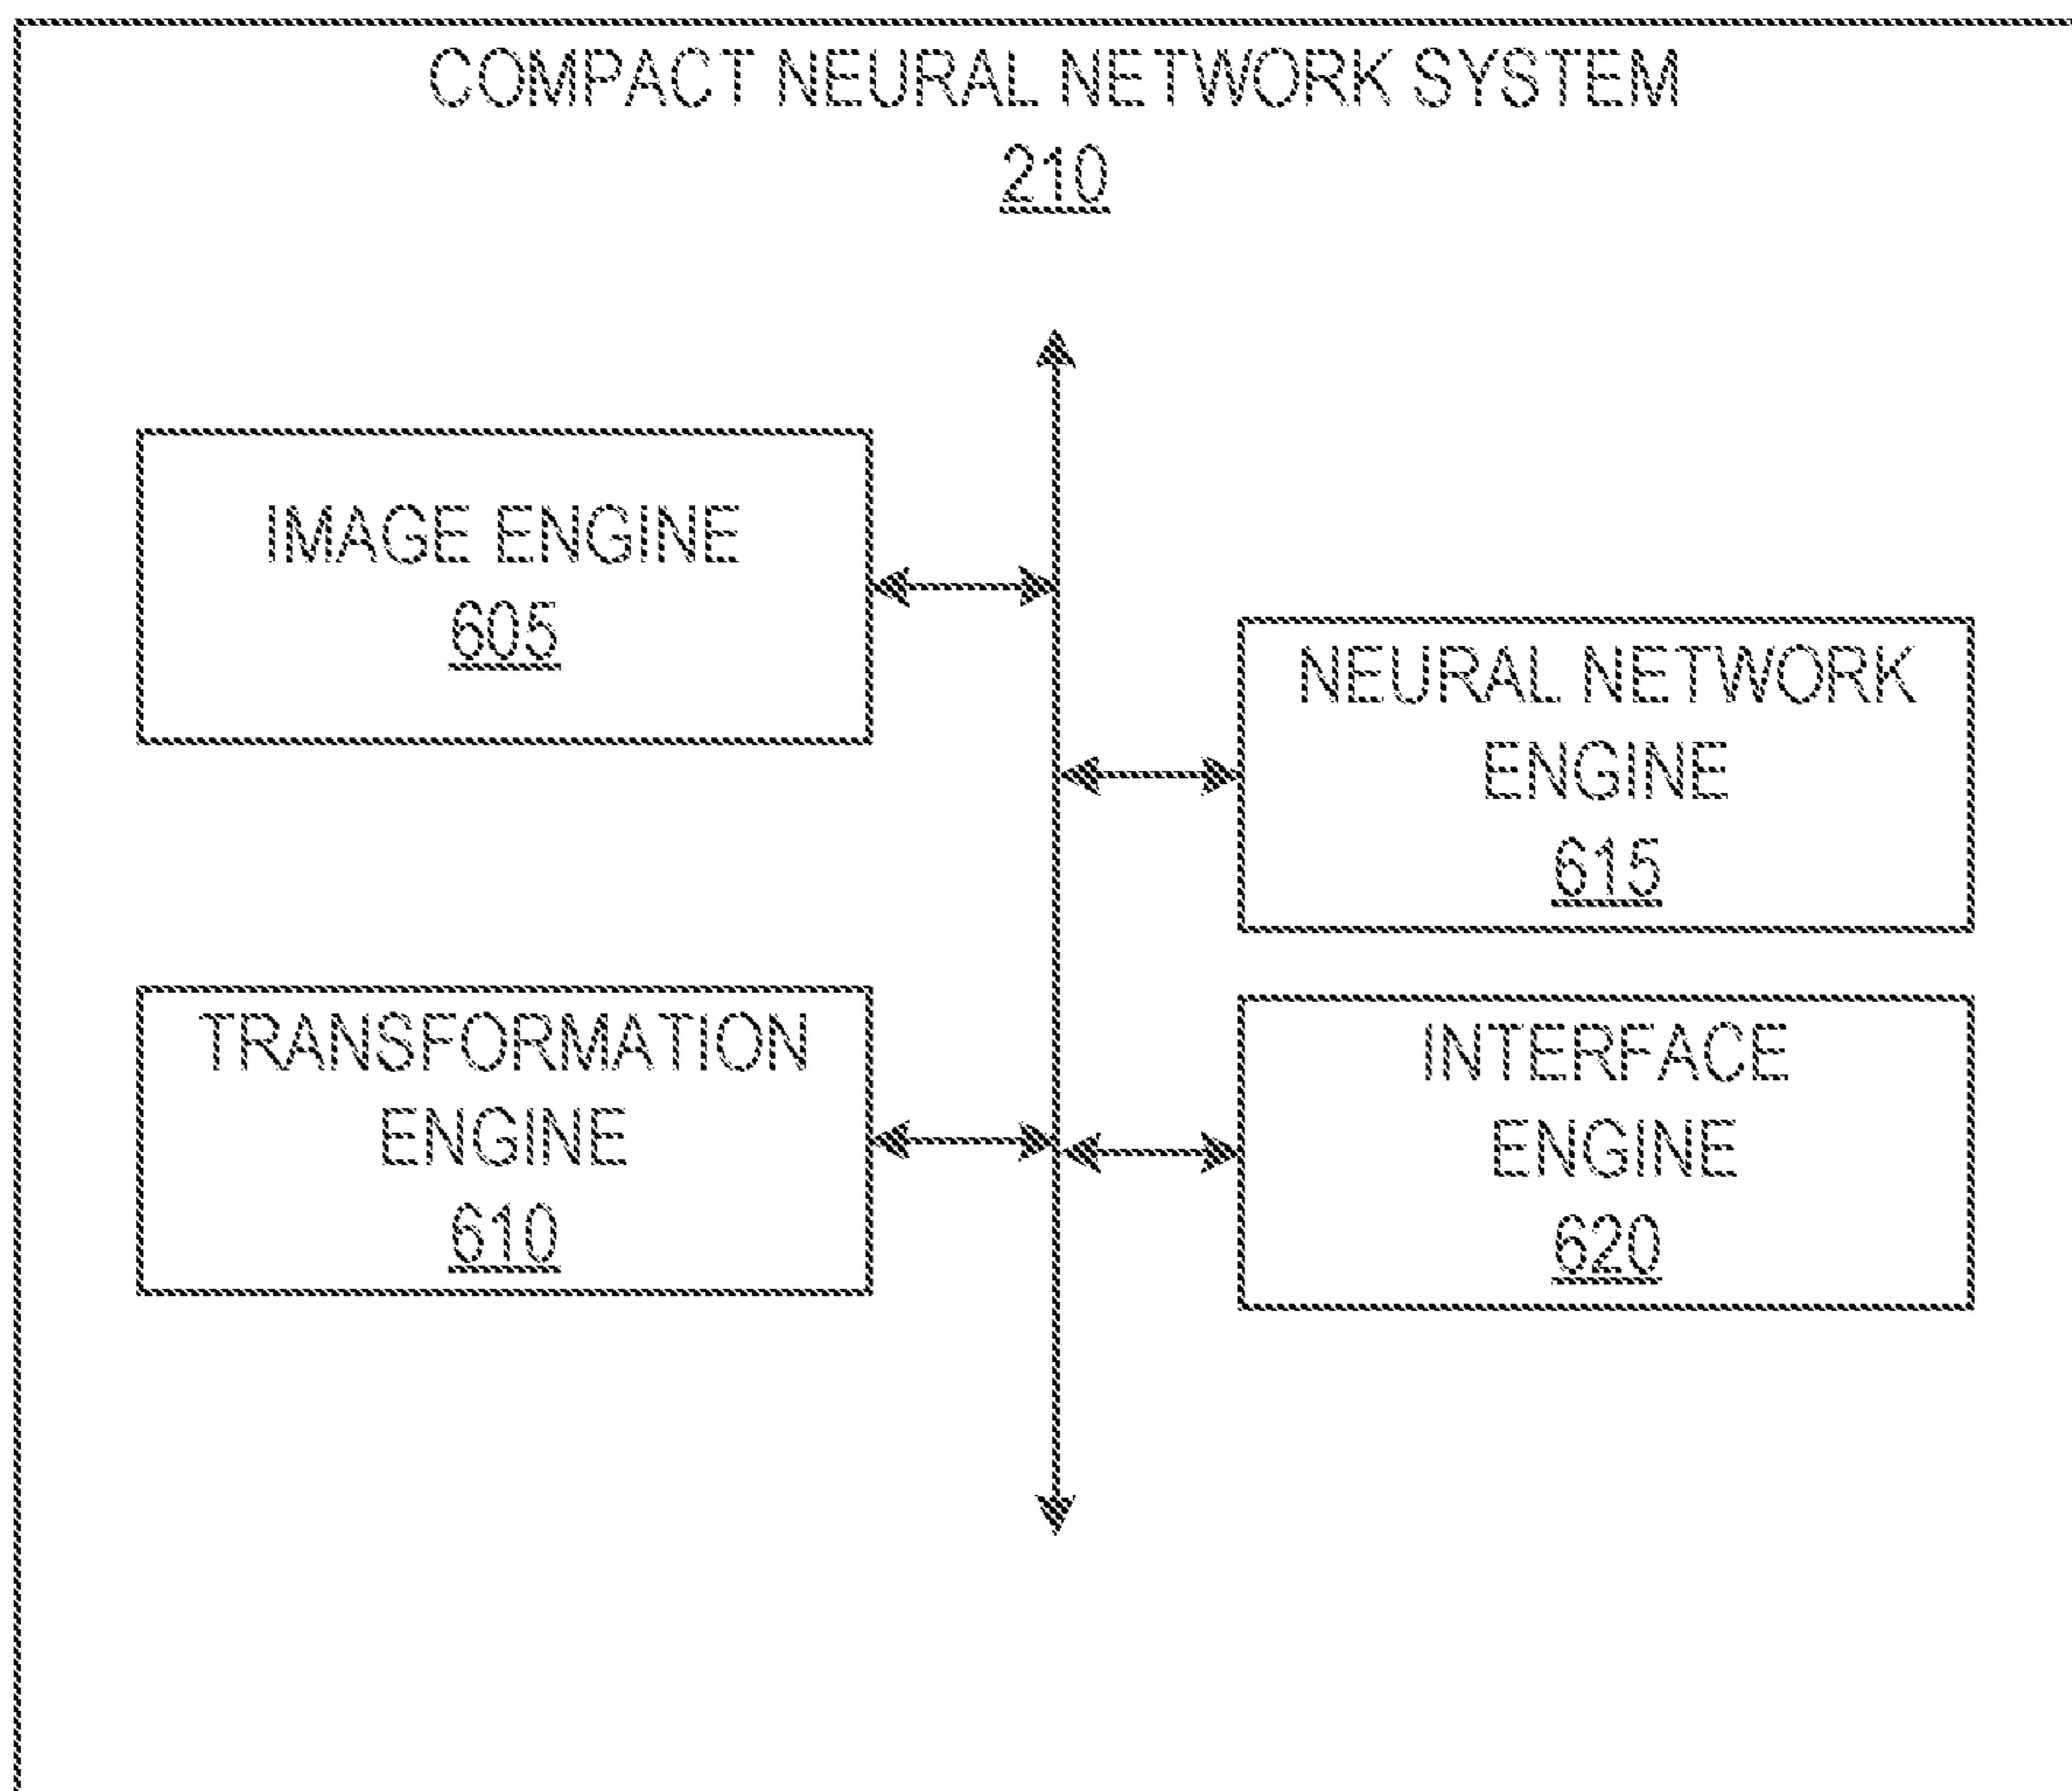 COMPACT NEURAL NETWORK SYSTEM
210
IMAGE ENGINE
605
NEURAL NETWORK
ENGINE
615
TRANSFORMATION
ENGINE
610
INTERFACE
ENGINE
620